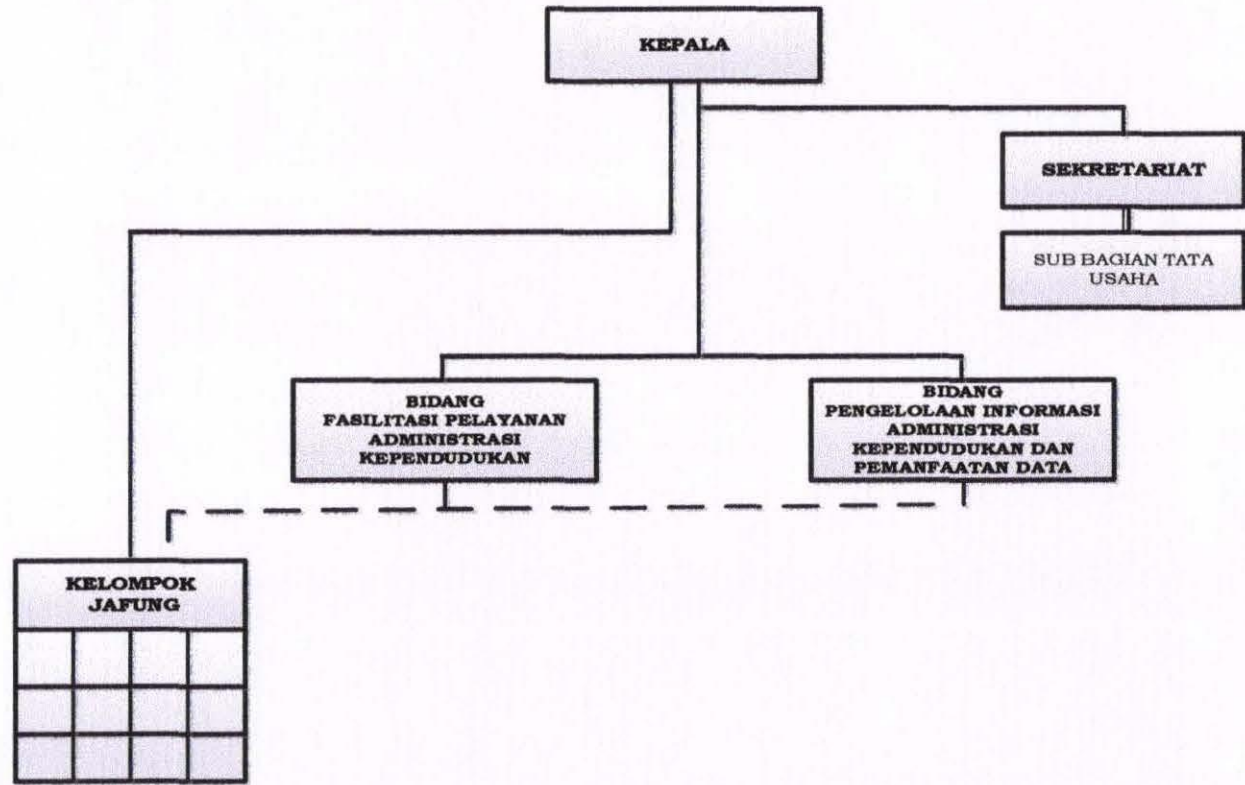 KEPALA
SEKRETARIAT
SUB BAGIAN TATA
USAHA
BIDANG
FASILITASI PELAYANAN
ADMINISTRASI
KEPENDUDUKAN
BIDANG
PENGELOLAAN INFORMASI
ADMINISTRASI
KEPENDUDUKAN DAN
PEMANFAATAN DATA
KELOMPOK
JAFUNG